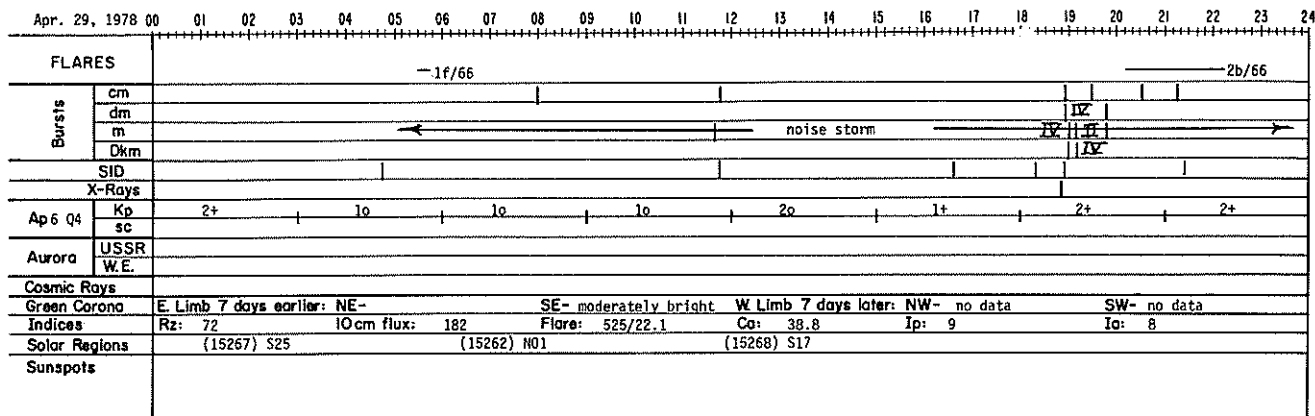 Apr. 29, 1978 00 01 02 03 04 05 06 07 08 09 10 11 12 13 14 15 16 17 18 19 20 21 22 23 24
FLARES 1f/66 2b/66
Bursts
cm
dm IV
m noise storm IV II
Dkm IV
SID
X-Rays
Ap 6 Q4 Kp 2+ 1o 1o 1o 2o 1+ 2+ 2+
sc
Aurora USSR
W.E.
Cosmic Rays
Green Corona E. Limb 7 days earlier: NE- SE- moderately bright W. Limb 7 days later: NW- no data SW- no data
Indices Rz: 72 10cm flux: 182 Flare: 525/22.1 Ca: 38.8 Ip: 9 Ia: 8
Solar Regions (15267) S25 (15262) N01 (15268) S17
Sunspots